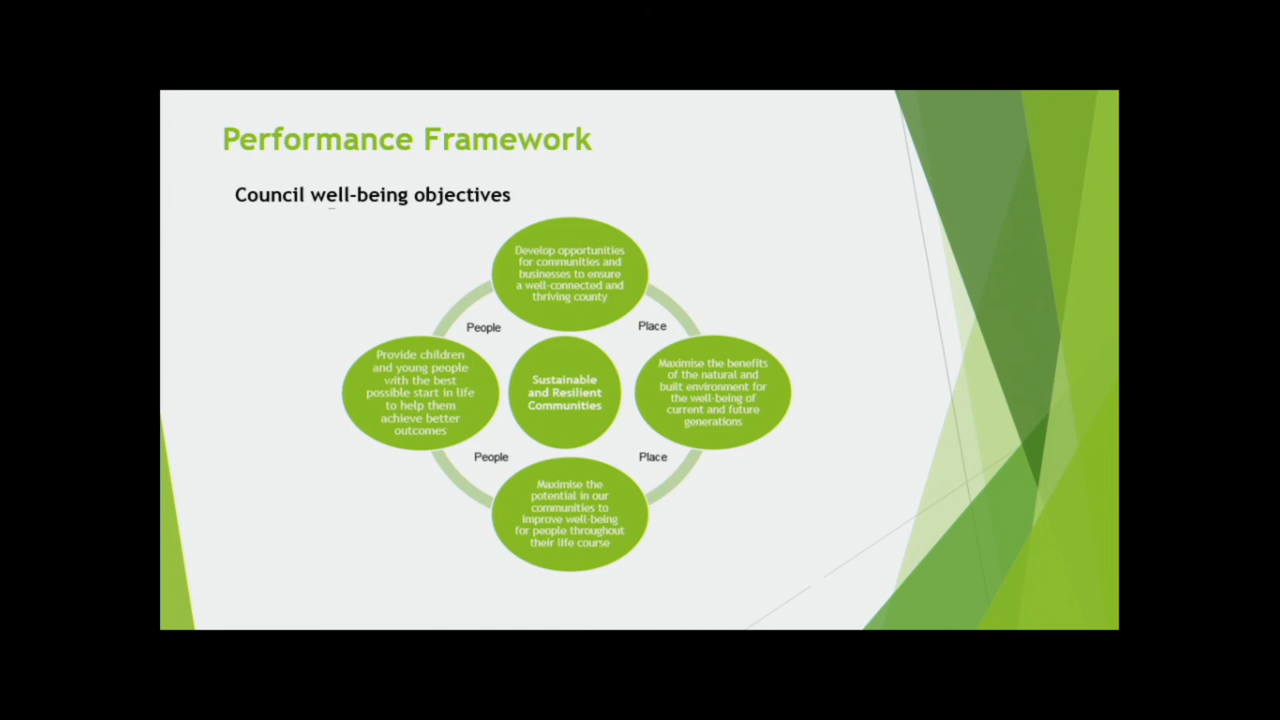 Performance Framework
Council well-being objectives
Develop opportunities
for communities and
businesses to ensure
a well-connected and
thriving county
People
Place
Provide children
and young people
with the best
possible start in life
to help them
achieve better
outcomes
Sustainable
and Resilient
Communities
Maximise the benefits
of the natural and
built environment for
the well-being of
current and future
generations
People
Place
Maximise the
potential in our
communities to
improve well-being
for people throughout
their life course